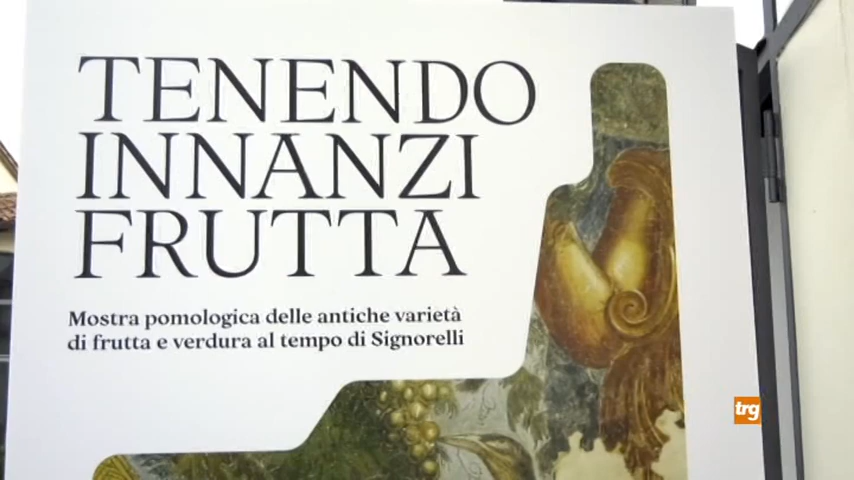 TENENDO
INNANZI
FRUTTA
Mostra pomologica delle antiche varietà
di frutta e verdura al tempo di Signorelli
trg